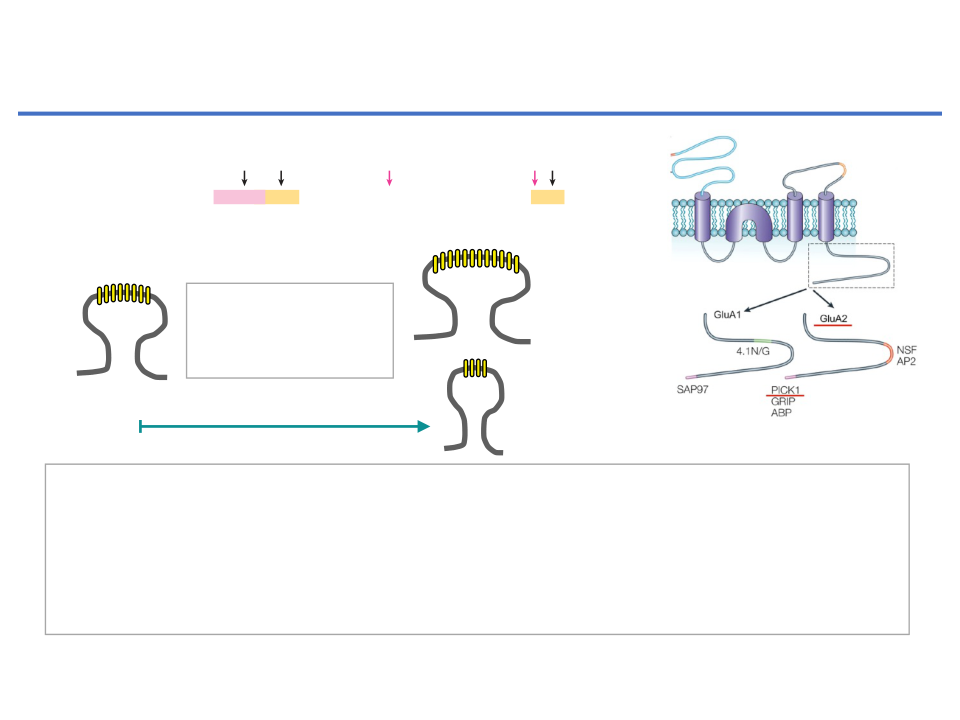 GluA1
GluA2
4.1N/G
NSF
AP2
SAP97
PICK1
GRIP
ABP